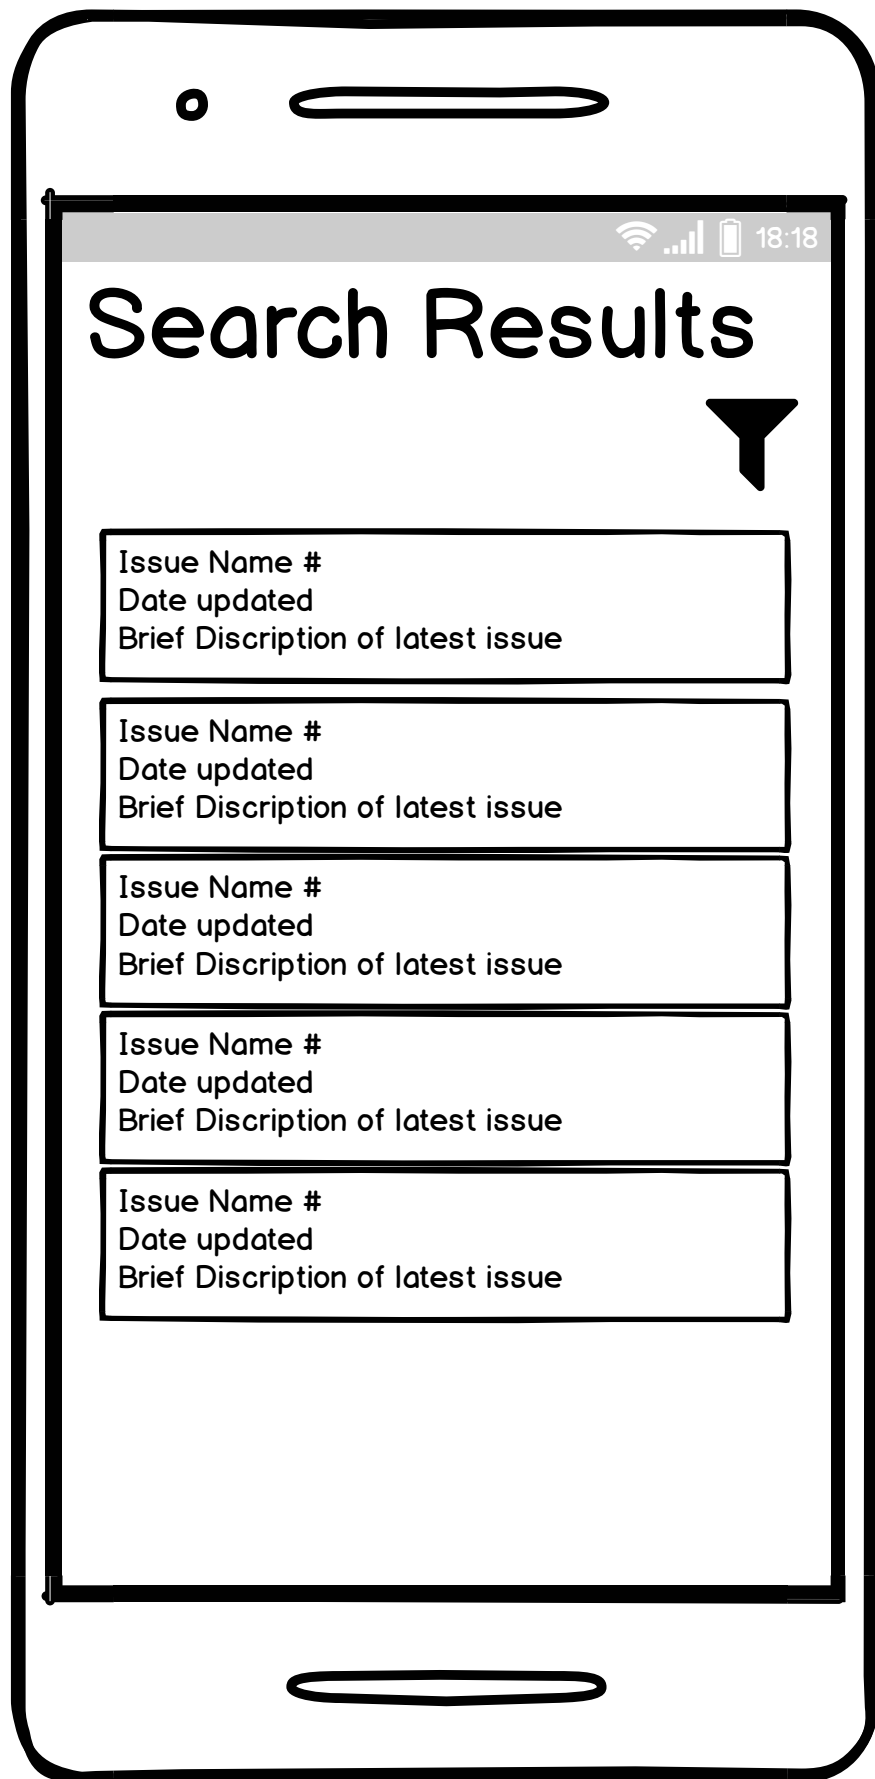 18:18
Search Results
Issue Name #
Date updated
Brief Discription of latest issue
Issue Name #
Date updated
Brief Discription of latest issue
Issue Name #
Date updated
Brief Discription of latest issue
Issue Name #
Date updated
Brief Discription of latest issue
Issue Name #
Date updated
Brief Discription of latest issue